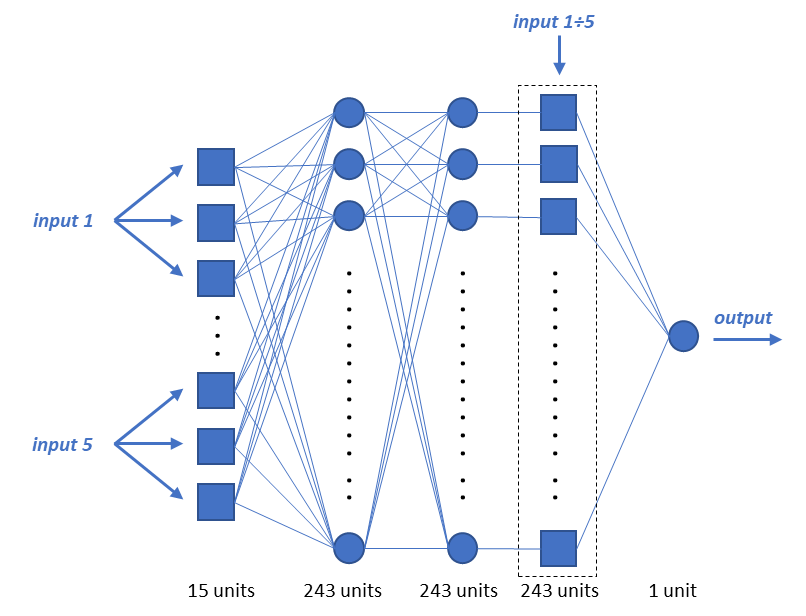 input 1÷5
input 1
input 5
output
15 units
243 units
243 units
243 units
1 unit